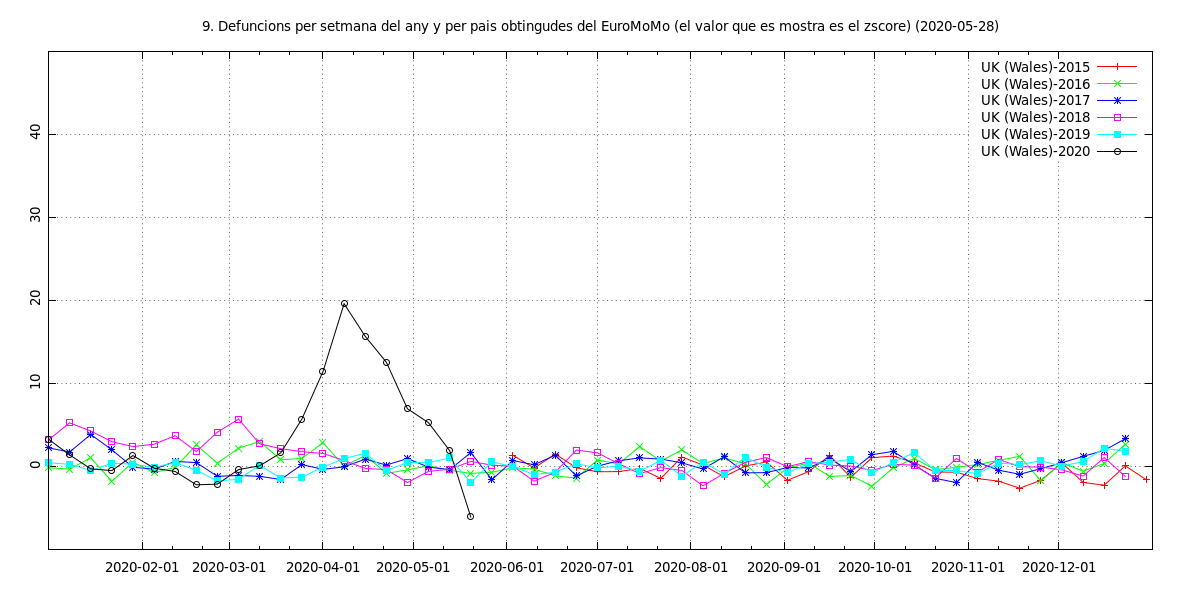 9. Defuncions per setmana del any y per pais obtingudes del EuroMoMo (el valor que es mostra es el zscore) (2020-05-28)
UK (Wales)-2015
UK (Wales)-2016
UK (Wales)-2017
UK (Wales)-2018
UK (Wales)-2019
UK (Wales)-2020
40
30
20
10
0
2020-02-01 2020-03-01 2020-04-01 2020-05-01 2020-06-01 2020-07-01 2020-08-01 2020-09-01 2020-10-01 2020-11-01 2020-12-01